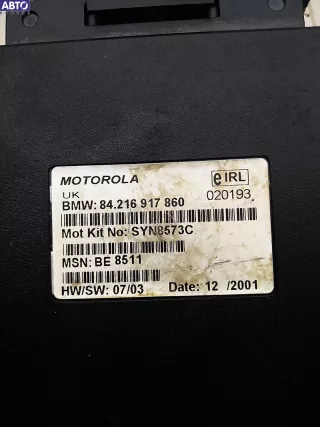 АВТО
MOTOROLA
e IRL
UK
020193
BMW: 84.216 917 860
Mot Kit No: SYN8573C
MSN: BE 8511
HW/SW: 07/03 Date: 12 /2001